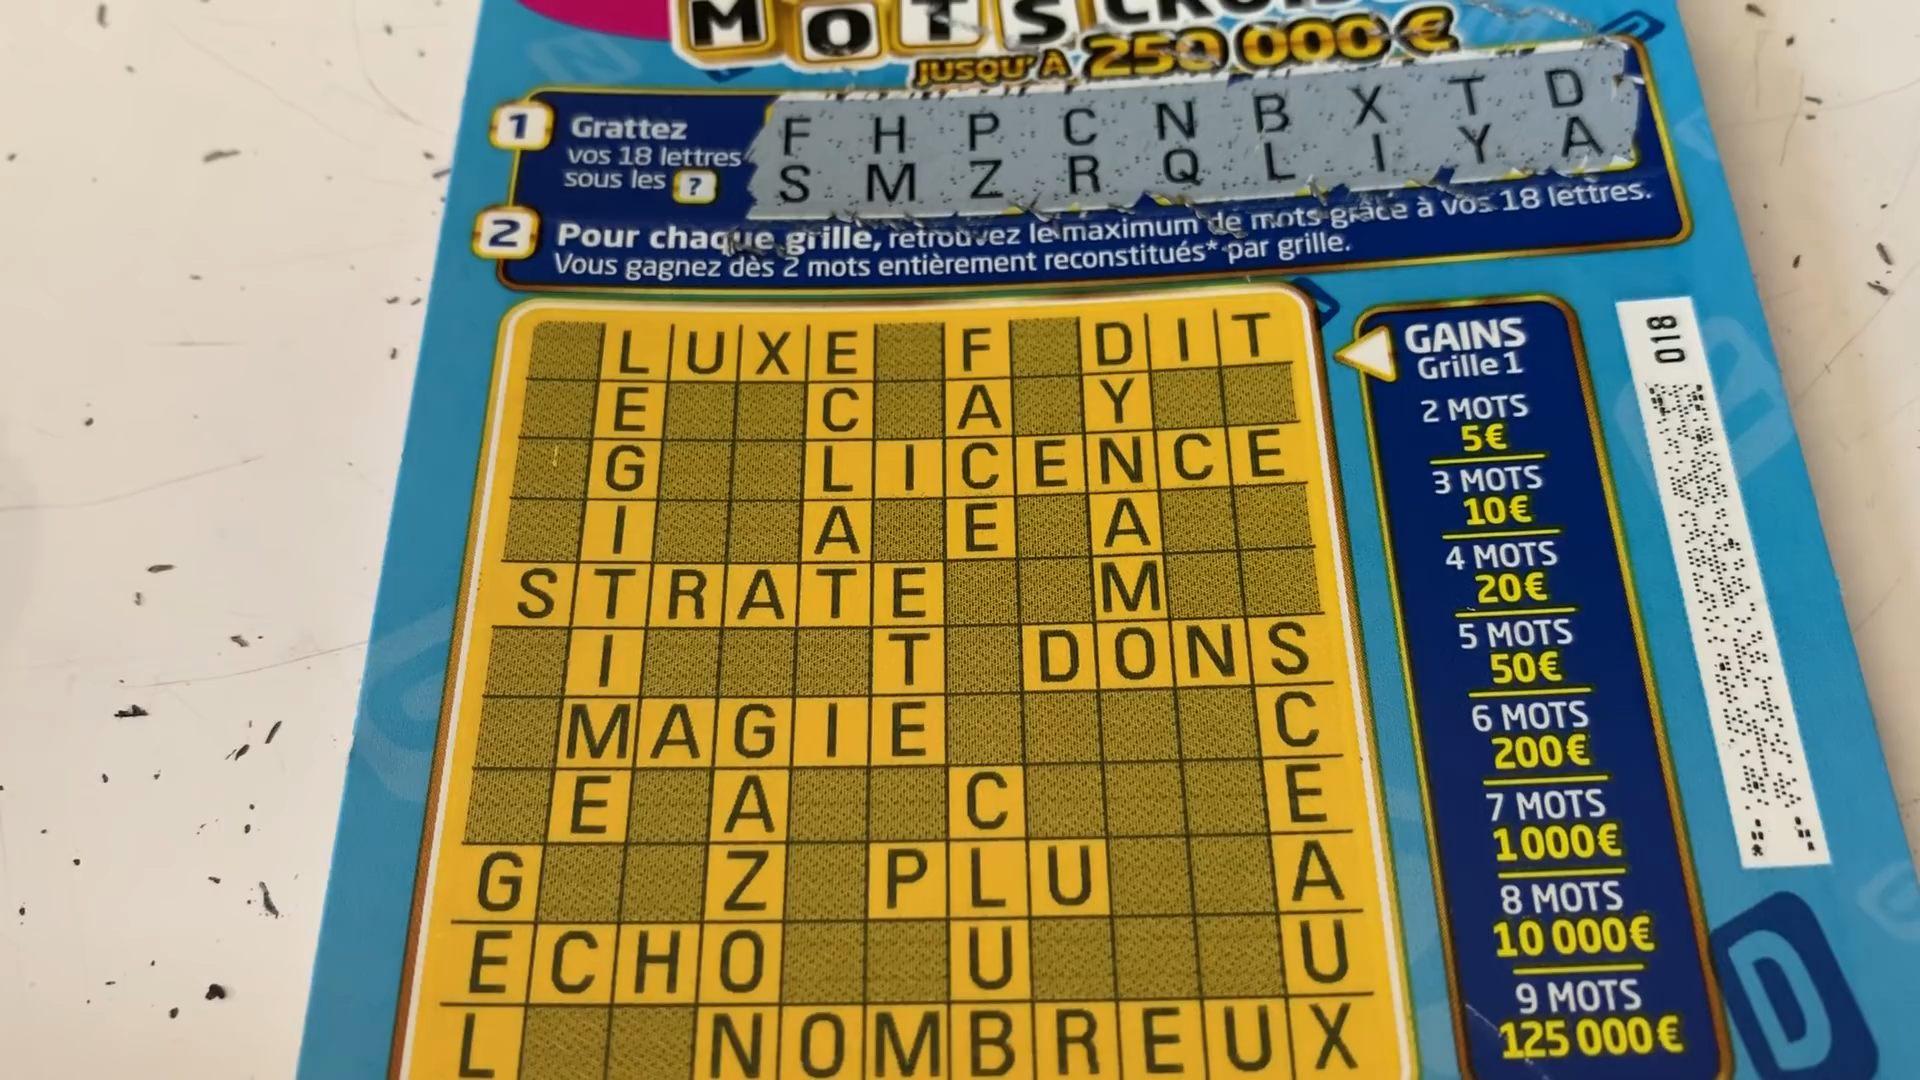 MOTS
JUSQU'À 250 000 €
1 Grattez
vos 18 lettres
sous les ?
F H P C N B X T D
S M Z R Q L I Y A
2 Pour chaque grille, retrouvez le maximum de mots grâce à vos 18 lettres.
Vous gagnez dès 2 mots entièrement reconstitués* par grille.
L U X E F D I T
E C A Y
G L I C E N C E
I A E A
S T R A T E M
I T D O N S
M A G I E C
E A C E
G Z P L U A
E C H O U U
L N O M B R E U X
GAINS
Grille 1
2 MOTS
5€
3 MOTS
10€
4 MOTS
20€
5 MOTS
50€
6 MOTS
200€
7 MOTS
1 000€
8 MOTS
10 000€
9 MOTS
125 000€
018
D